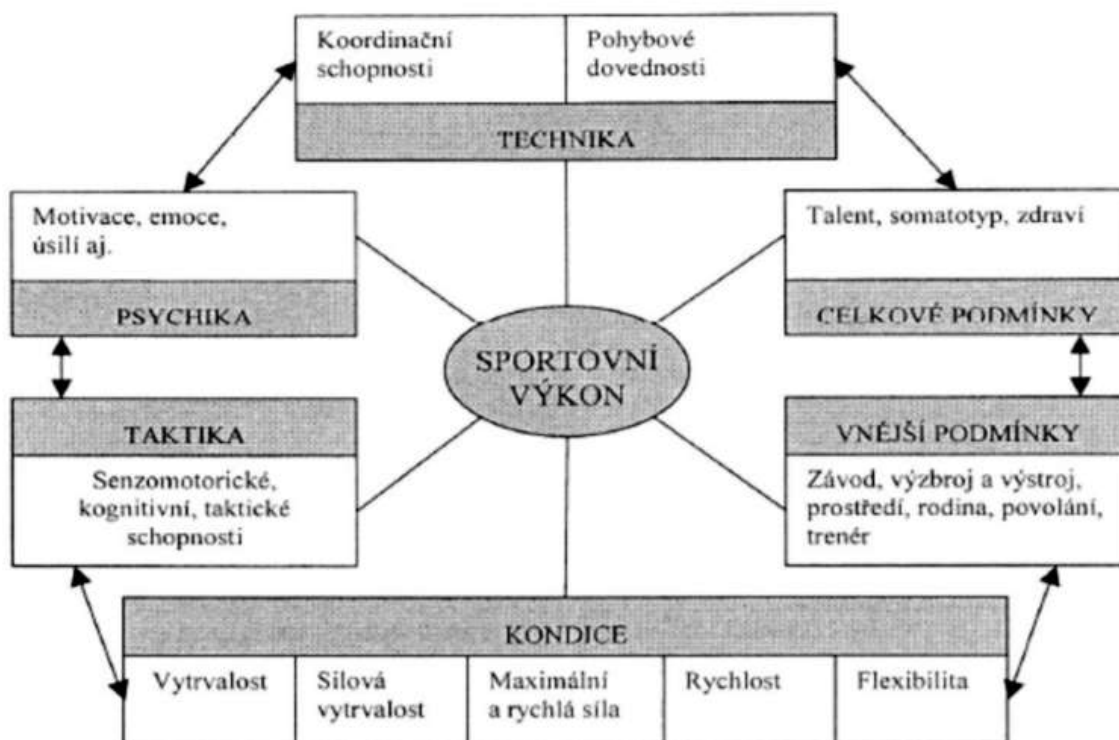 Koordinační
schopnosti
Pohybové
dovednosti
TECHNIKA
Motivace, emoce,
úsilí aj.
PSYCHIKA
Talent, somatotyp, zdraví
CELKOVÉ PODMÍNKY
SPORTOVNÍ
VÝKON
TAKTIKA
Senzomotorické,
kognitivní, taktické
schopnosti
VNĚJŠÍ PODMÍNKY
Závod, výzbroj a výstroj,
prostředí, rodina, povolání,
trenér
KONDICE
Vytrvalost
Silová
vytrvalost
Maximální
a rychlá síla
Rychlost
Flexibilita